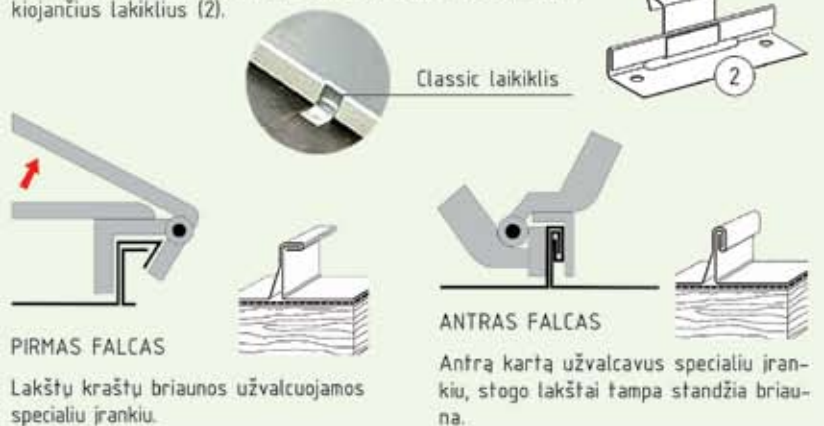 kiojančius lakiklius (2).
Classic laikiklis
2
PIRMAS FALCAS
Lakštų kraštų briaunos užvalcuojamos
specialiu įrankiu.
ANTRAS FALCAS
Antrą kartą užvalcavus specialiu įran-
kiu, stogo lakštai tampa standžia briau-
na.